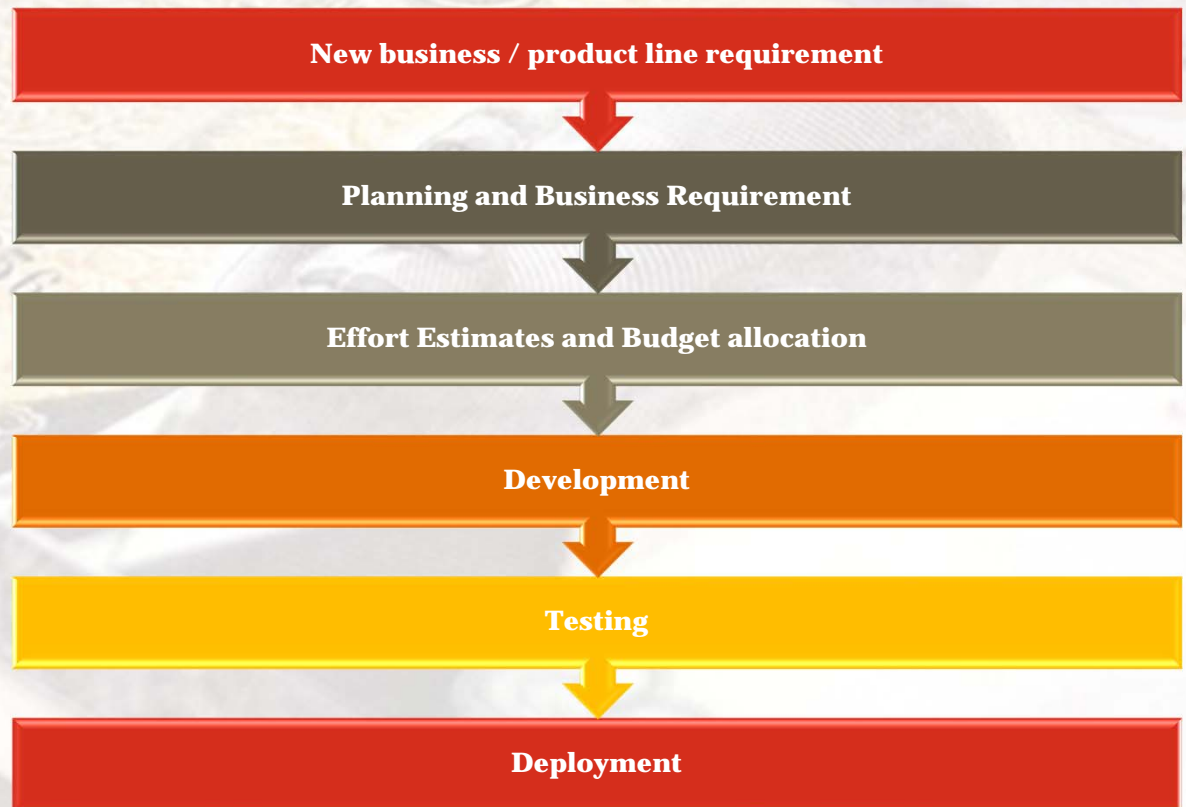 New business / product line requirement
Planning and Business Requirement
Effort Estimates and Budget allocation
Development
Testing
Deployment